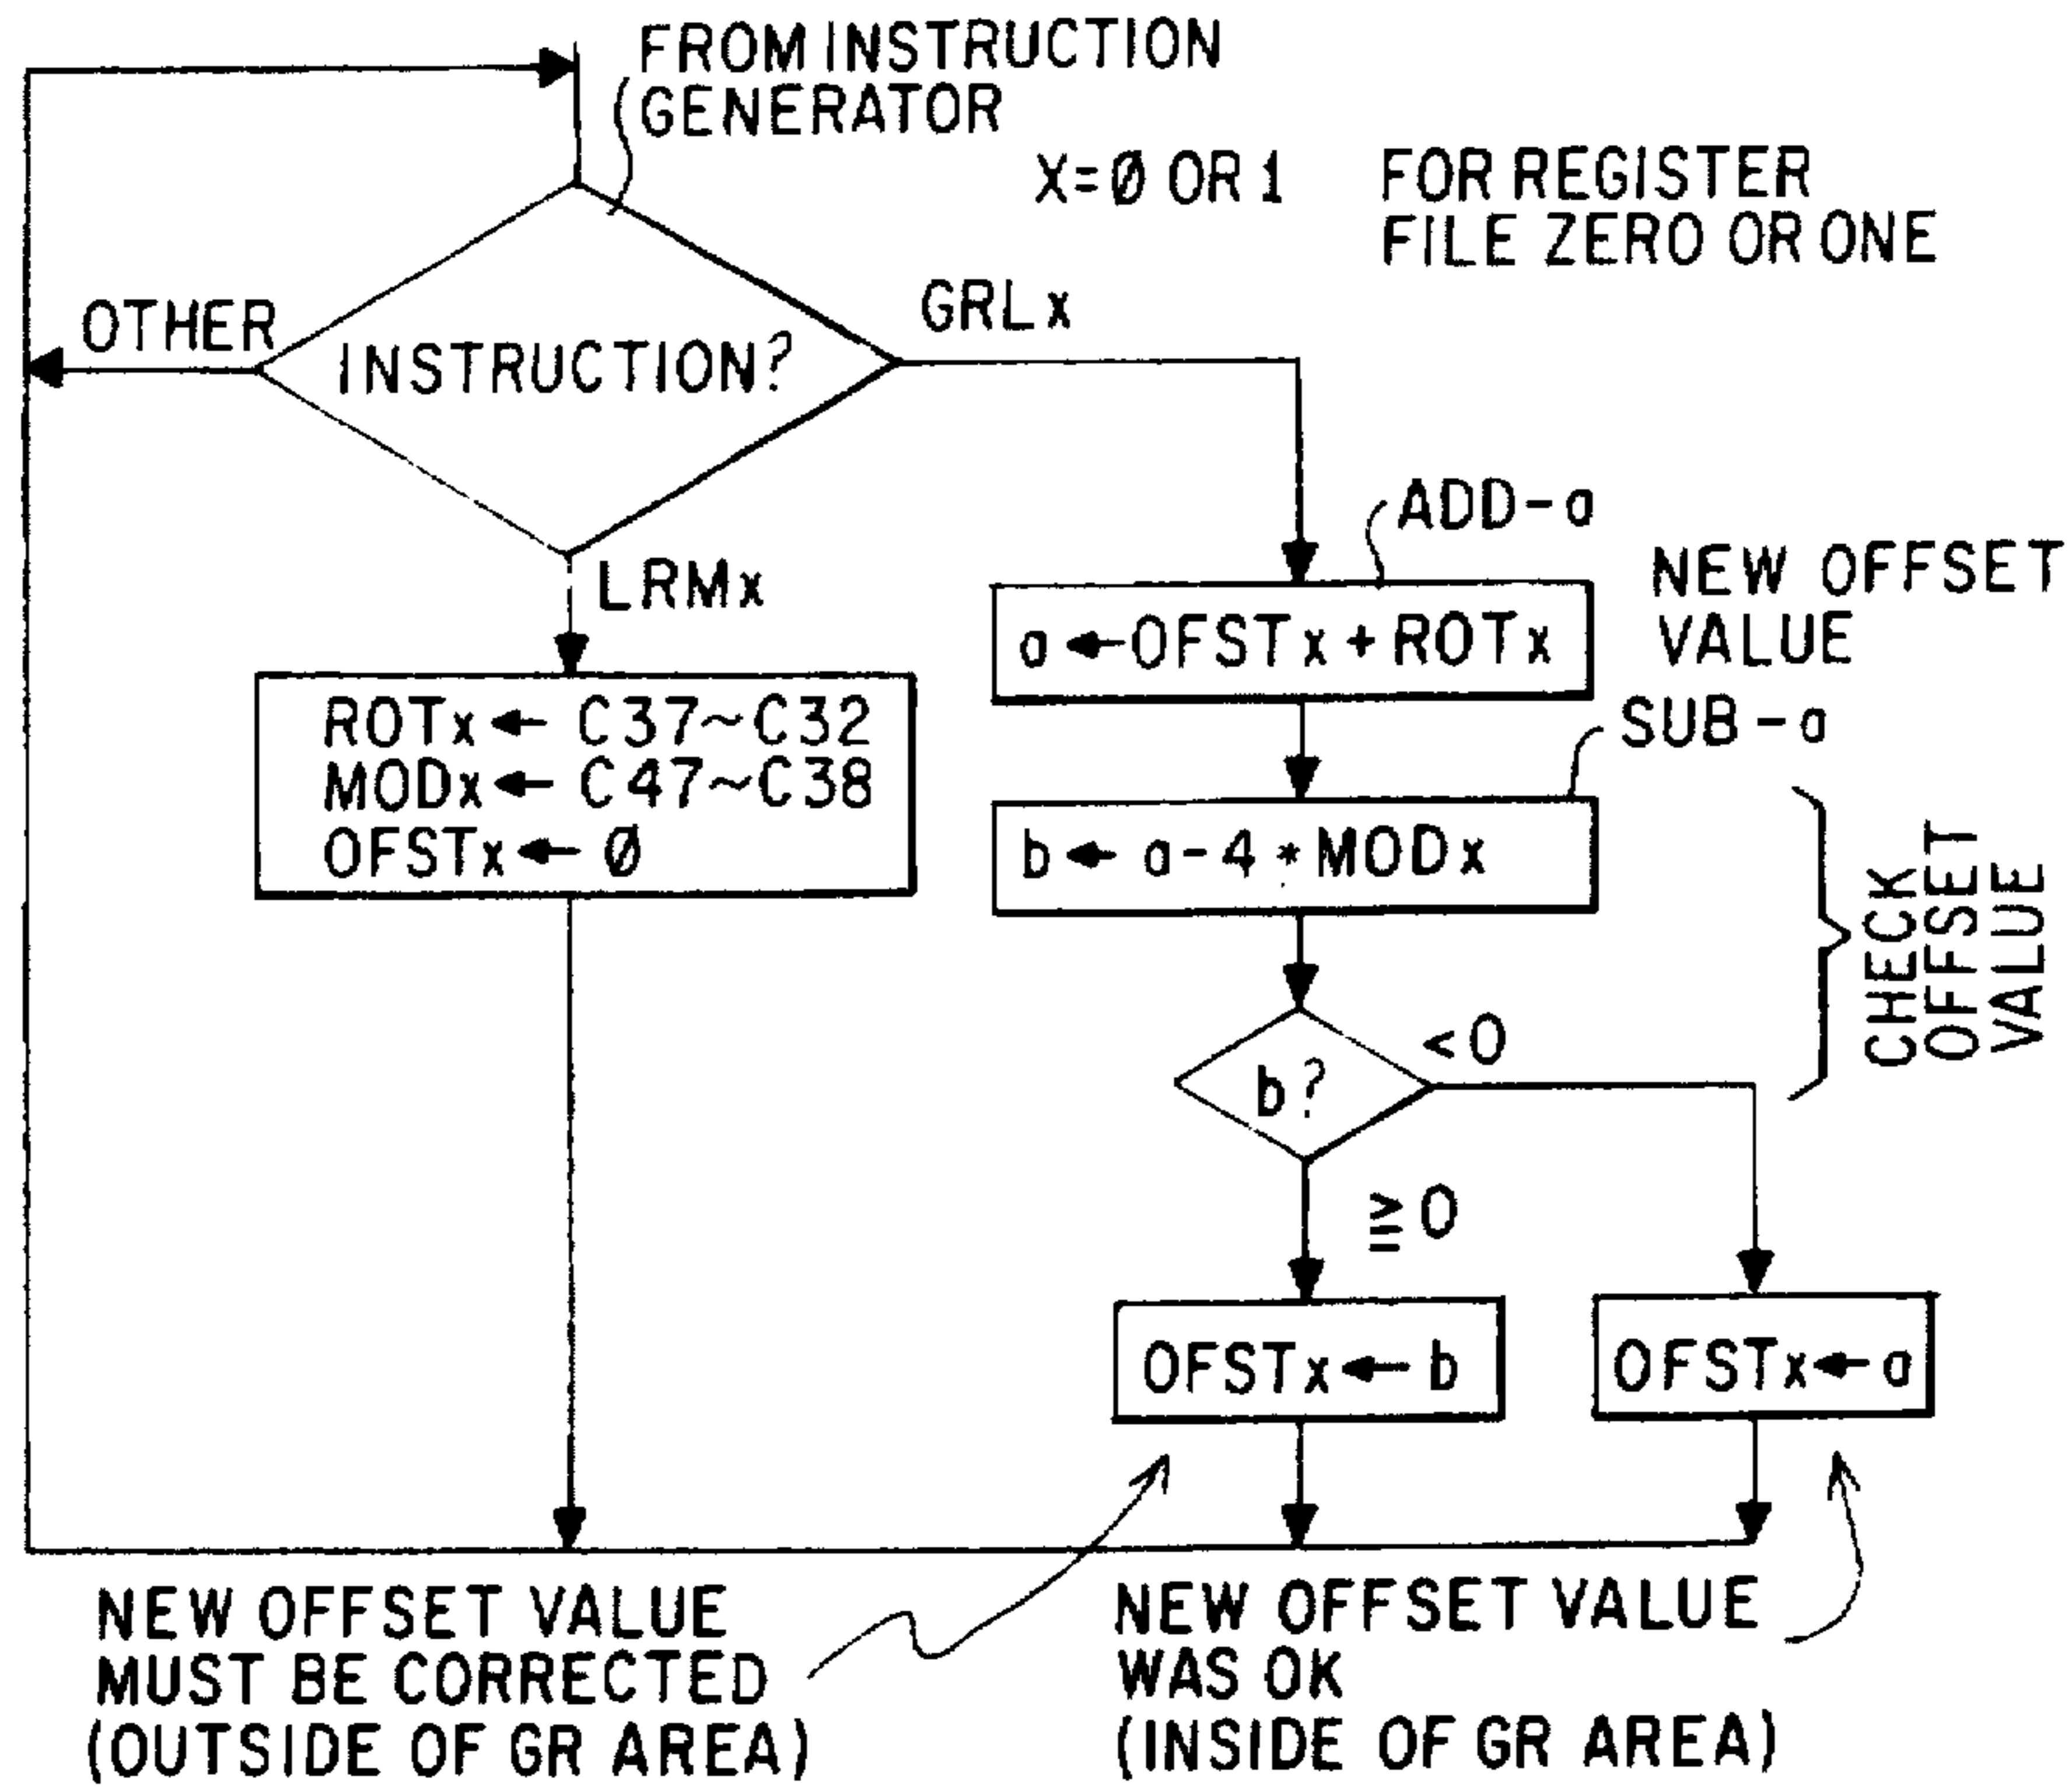 FROM INSTRUCTION
GENERATOR
X=Ø OR 1
FOR REGISTER
FILE ZERO OR ONE
OTHER
INSTRUCTION?
GRLx
LRMx
ADD-a
NEW OFFSET
VALUE
a ← OFSTx + ROTx
ROTx ← C37~C32
MODx ← C47~C38
OFSTx ← Ø
SUB-a
b ← a-4 * MODx
CHECK
OFFSET
VALUE
b?
<0
≧0
OFSTx ← b
OFSTx ← a
NEW OFFSET VALUE
MUST BE CORRECTED
(OUTSIDE OF GR AREA)
NEW OFFSET VALUE
WAS OK
(INSIDE OF GR AREA)